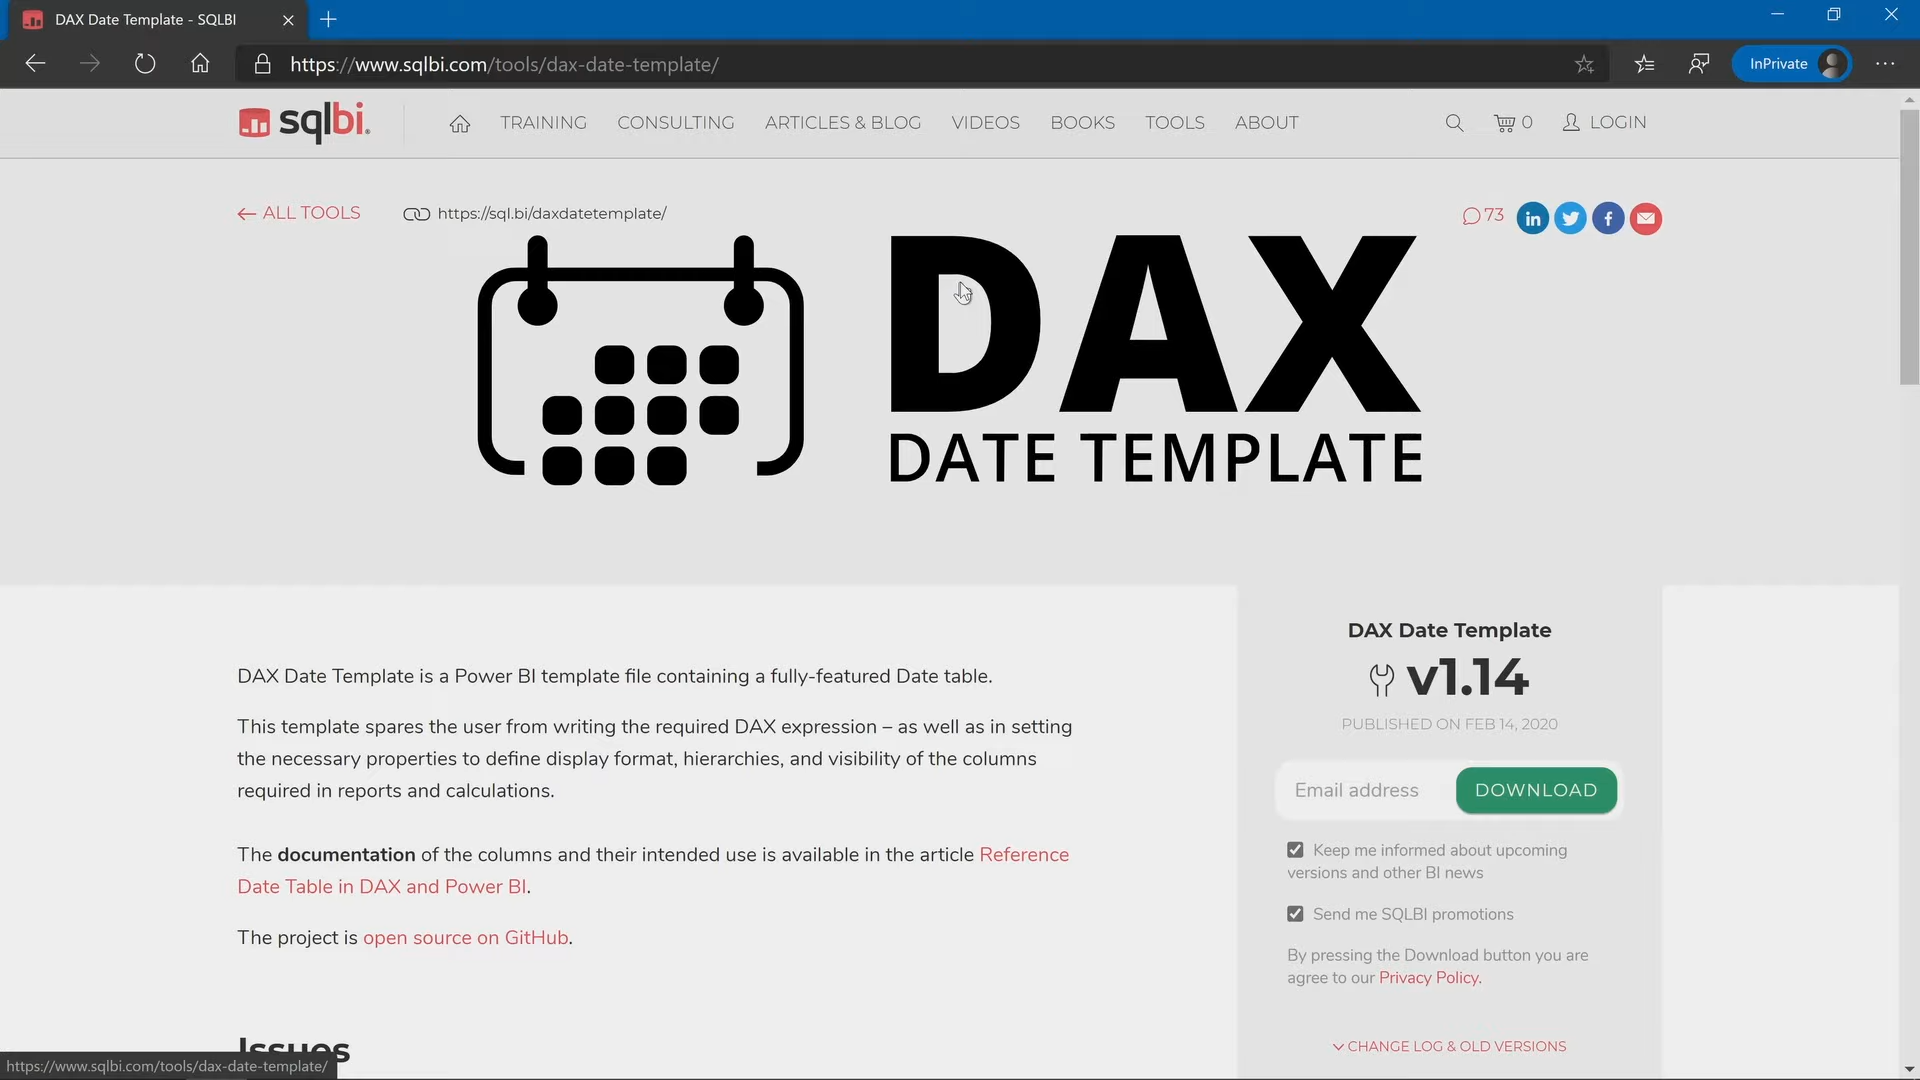 DAX Date Template - SQLBI
https://www.sqlbi.com/tools/dax-date-template/
InPrivate
sqlbi.
TRAINING
CONSULTING
ARTICLES & BLOG
VIDEOS
BOOKS
TOOLS
ABOUT
0
LOGIN
ALL TOOLS
https://sql.bi/daxdatetemplate/
73
DAX
DATE TEMPLATE
DAX Date Template is a Power BI template file containing a fully-featured Date table.
This template spares the user from writing the required DAX expression – as well as in setting
the necessary properties to define display format, hierarchies, and visibility of the columns
required in reports and calculations.
The documentation of the columns and their intended use is available in the article Reference
Date Table in DAX and Power BI.
The project is open source on GitHub.
Issues
DAX Date Template
v1.14
PUBLISHED ON FEB 14, 2020
Email address
DOWNLOAD
Keep me informed about upcoming
versions and other BI news
Send me SQLBI promotions
By pressing the Download button you are
agree to our Privacy Policy.
CHANGE LOG & OLD VERSIONS
https://www.sqlbi.com/tools/dax-date-template/